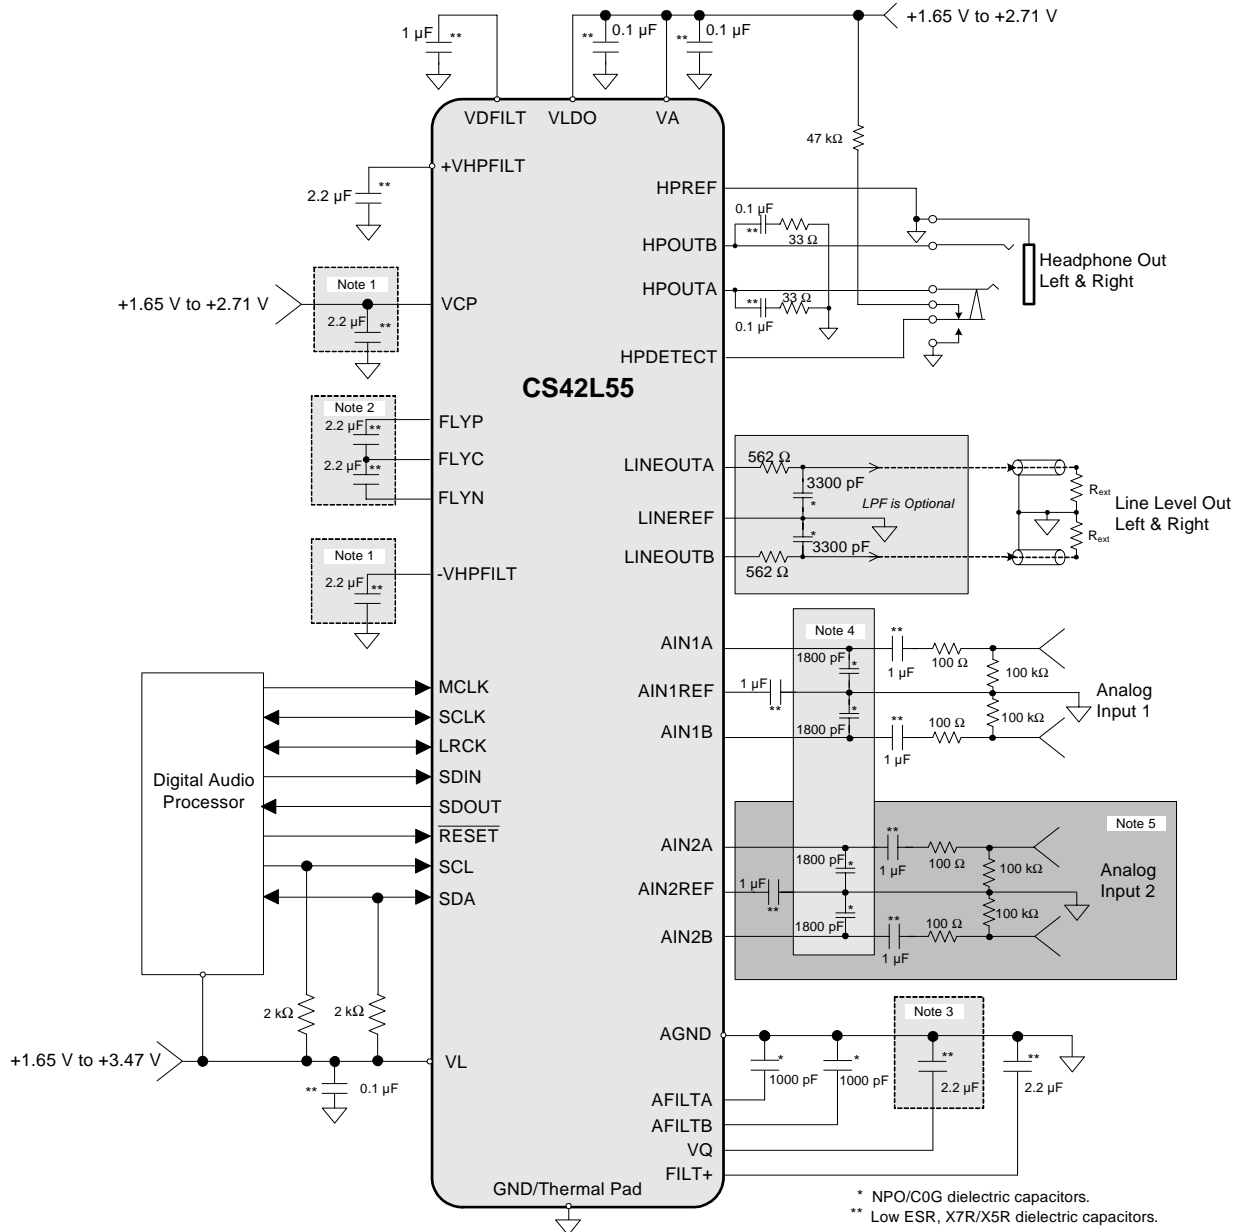 +1.65 V to +2.71 V
1 µF
**
**
0.1 µF
**
0.1 µF
VDFILT
VLDO
VA
47 kΩ
+VHPFILT
2.2 µF
**
HPREF
0.1 µF
**
33 Ω
HPOUTB
Headphone Out
Left & Right
Note 1
+1.65 V to +2.71 V
VCP
2.2 µF
**
HPOUTA
**
33 Ω
0.1 µF
HPDETECT
CS42L55
Note 2
2.2 µF
**
2.2 µF
**
FLYP
FLYC
FLYN
LINEOUTA
562 Ω
3300 pF
*
LPF is Optional
LINEREF
*
3300 pF
LINEOUTB
562 Ω
Rext
Rext
Line Level Out
Left & Right
Note 1
2.2 µF
**
-VHPFILT
Note 4
AIN1A
1800 pF
*
**
1 µF
100 Ω
100 kΩ
AIN1REF
1 µF
**
Analog
Input 1
AIN1B
1800 pF
*
**
1 µF
100 Ω
100 kΩ
Digital Audio
Processor
MCLK
SCLK
LRCK
SDIN
SDOUT
RESET
SCL
SDA
Note 5
AIN2A
1800 pF
*
**
1 µF
100 Ω
100 kΩ
AIN2REF
1 µF
**
Analog
Input 2
AIN2B
1800 pF
*
**
1 µF
100 Ω
100 kΩ
2 kΩ
2 kΩ
+1.65 V to +3.47 V
VL
**
0.1 µF
Note 3
AGND
*
1000 pF
*
1000 pF
**
2.2 µF
**
2.2 µF
AFILTA
AFILTB
VQ
FILT+
GND/Thermal Pad
* NPO/C0G dielectric capacitors.
** Low ESR, X7R/X5R dielectric capacitors.